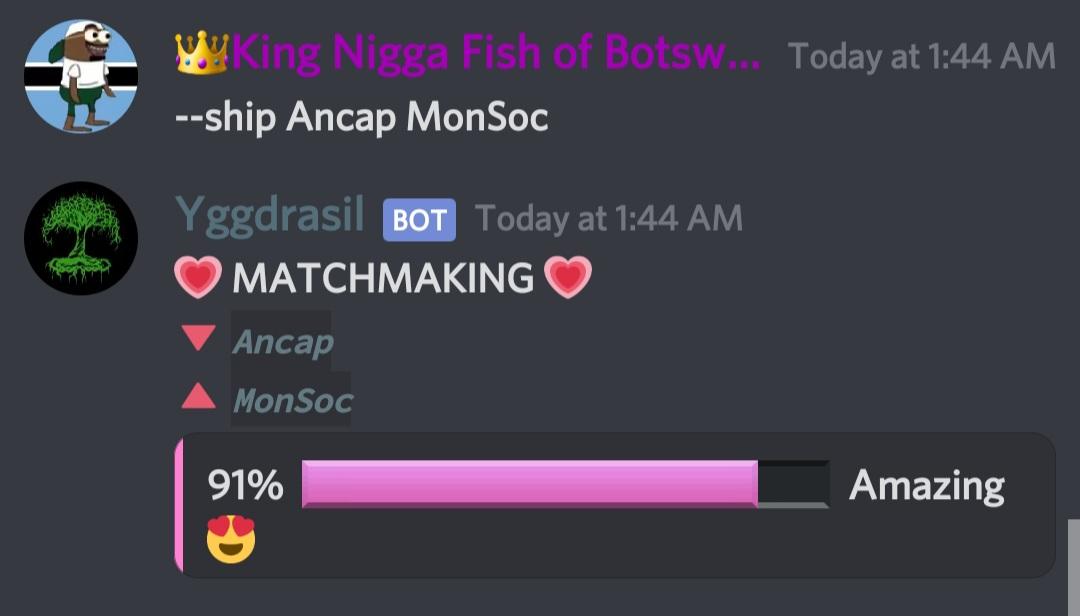 👑King Nigga Fish of Botsw... Today at 1:44 AM
--ship Ancap MonSoc
Yggdrasil BOT Today at 1:44 AM
💗 MATCHMAKING 💗
🔻 Ancap
🔺 MonSoc
91% Amazing
😍